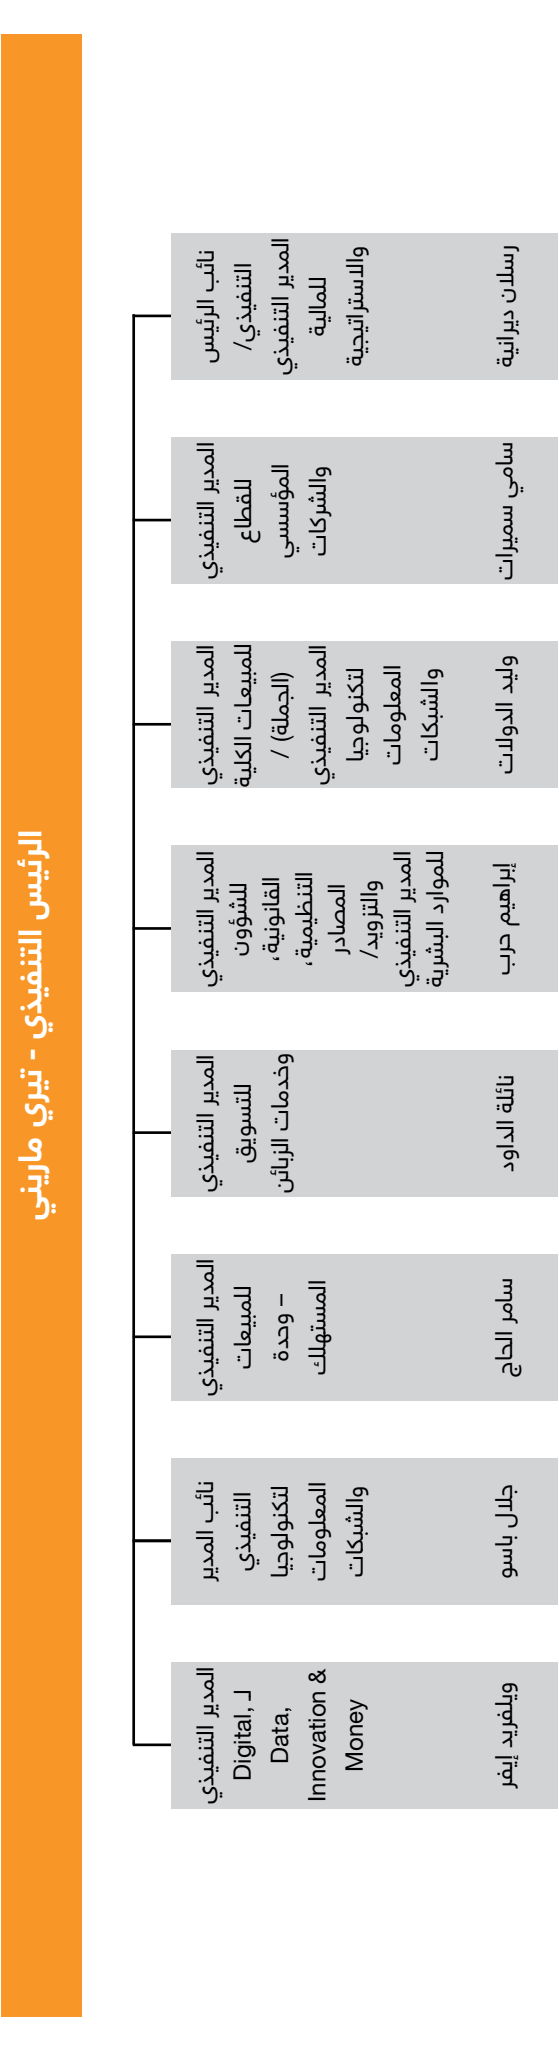 الرئيس التنفيذي - تيري ماريني
نائب الرئيس
التنفيذي/
المدير التنفيذي
للمالية
والاستراتيجية
رسلان ديرانية
المدير التنفيذي
للقطاع
المؤسسي
والشركات
سامي سميرات
المدير التنفيذي
للمبيعات الكلية
(الجملة) /
المدير التنفيذي
لتكنولوجيا
المعلومات
والشبكات
وليد الدولات
المدير التنفيذي
للشؤون
القانونية،
التنظيمية،
المصادر
والتزويد/
المدير التنفيذي
للموارد البشرية
إبراهيم حرب
المدير التنفيذي
للتسويق
وخدمات الزبائن
نائلة الداود
المدير التنفيذي
للمبيعات
– وحدة
المستهلك
سامر الحاج
نائب المدير
التنفيذي
لتكنولوجيا
المعلومات
والشبكات
جلال باسو
المدير التنفيذي
لـ Digital,
Data,
Innovation &
Money
ويلفريد إيفر